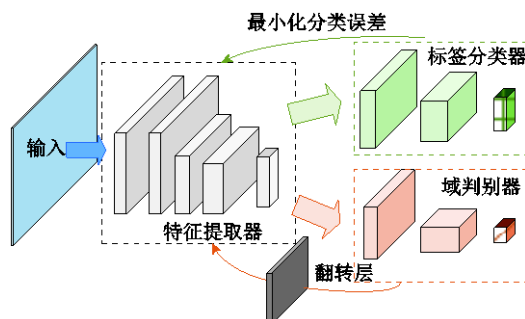 最小化分类误差
标签分类器
输入
域判别器
特征提取器
翻转层